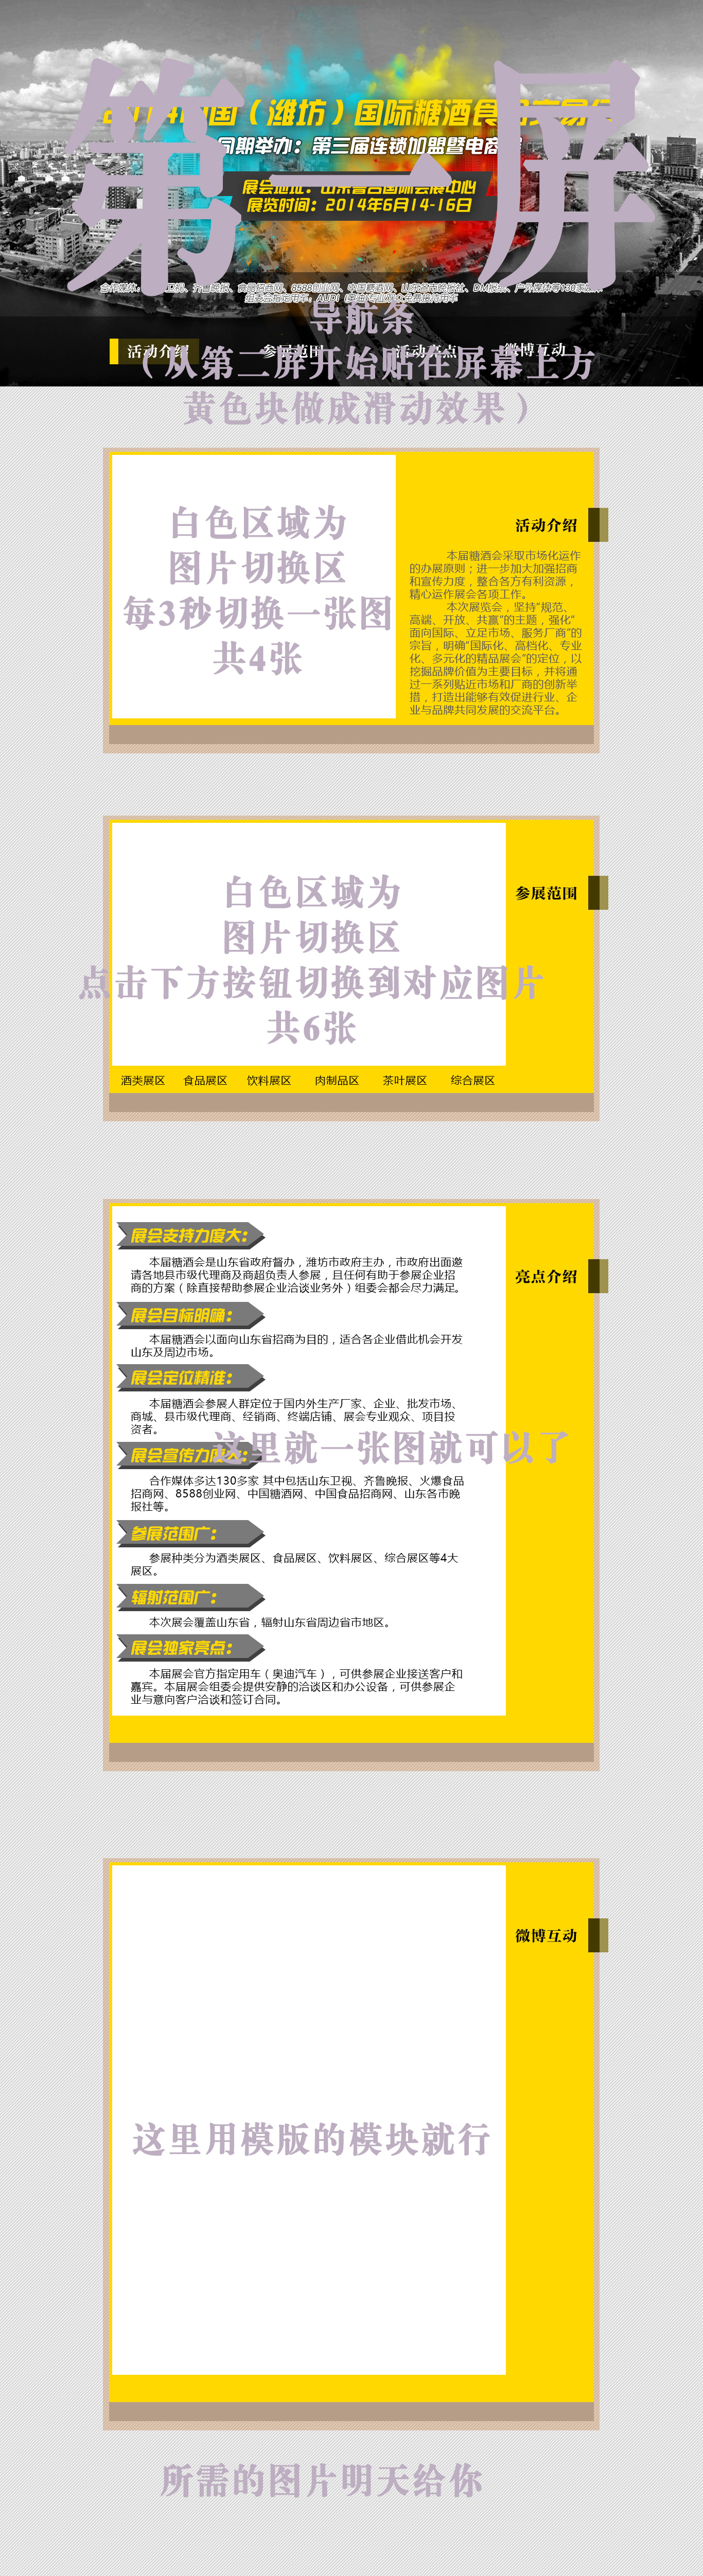 第一屏
国（潍坊）国际糖酒食
同期举办：第三届连锁加盟暨电商
展会地址：山东鲁台国际会展中心
展览时间：2014年6月14-16日
导航条
活动介绍
参展范围
活动亮点
微博互动
（从第二屏开始贴住屏幕上方
黄色块做成滑动效果）
白色区域为
图片切换区
每3秒切换一张图
共4张
活动介绍
本届糖酒会采取市场化运作
的办展原则；进一步加大加强招商
和宣传力度，整合各方有利资源，
精心运作展会各项工作。
本次展览会，坚持“规范、
高端、开放、共赢”的主题，强化“
面向国际、立足市场、服务厂商”的
宗旨，明确“国际化、高档化、专业
化、多元化的精品展会”的定位，以
挖掘品牌价值为主要目标，并将通
过一系列贴近市场和厂商的创新举
措，打造出能够有效促进行业、企
业与品牌共同发展的交流平台。
白色区域为
图片切换区
点击下方按钮切换到对应图片
共6张
参展范围
酒类展区 食品展区 饮料展区 肉制品区 茶叶展区 综合展区
亮点介绍
展会支持力度大：
本届糖酒会是山东省政府督办，潍坊市政府主办，市政府出面邀
请各地县市级代理商及商超负责人参展，且任何有助于参展企业招
商的方案（除直接帮助参展企业洽谈业务外）组委会都会尽力满足。
展会目标明确：
本届糖酒会以面向山东省招商为目的，适合各企业借此机会开发
山东及周边市场。
展会定位精准：
本届糖酒会参展人群定位于国内外生产厂家、企业、批发市场、
商城、县市级代理商、经销商、终端店铺、展会专业观众、项目投
资者。
这里就一张图就可以了
展会宣传力
合作媒体多达130多家 其中包括山东卫视、齐鲁晚报、火爆食品
招商网、8588创业网、中国糖酒网、中国食品招商网、山东各市晚
报社等。
参展范围广：
参展种类分为酒类展区、食品展区、饮料展区、综合展区等4大
展区。
辐射范围广：
本次展会覆盖山东省，辐射山东省周边省市地区。
展会独家亮点：
本届展会官方指定用车（奥迪汽车），可供参展企业接送客户和
嘉宾。本届展会组委会提供安静的洽谈区和办公设备，可供参展企
业与意向客户洽谈和签订合同。
微博互动
这里用模版的模块就行
所需的图片明天给你